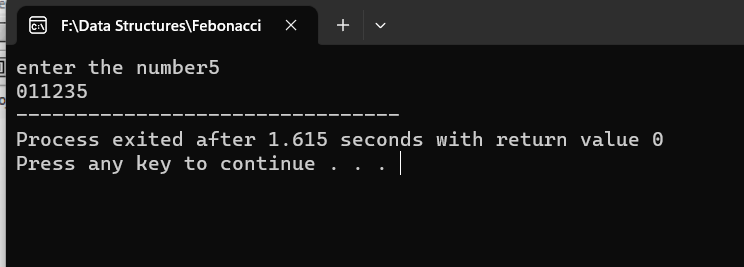 F:\Data Structures\Febonacci
enter the number5
011235
--------------------------------
Process exited after 1.615 seconds with return value 0
Press any key to continue . . .